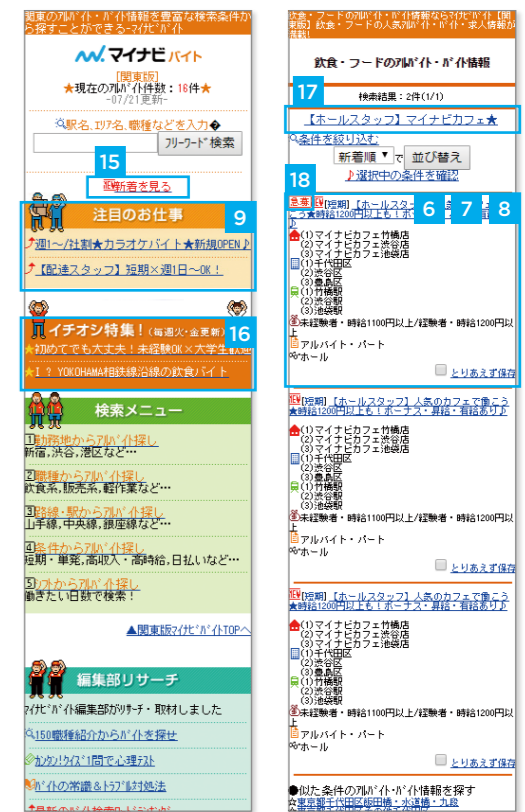 関東のｱﾙﾊﾞｲﾄ・ﾊﾞｲﾄ情報を豊富な検索条件か
ら探すことができる-ﾏｲﾅﾋﾞﾊﾞｲﾄ
マイナビバイト
[関東版]
★現在のｱﾙﾊﾞｲﾄ件数：16件★
-07/21更新-
駅名､ｴﾘｱ名､職種などを入力
ﾌﾘｰﾜｰﾄﾞ検索
15
新着を見る
注目のお仕事
9
週1～/社割★カラオケバイト★新規OPEN♪
【配達スタッフ】短期×週1日～OK！
イチオシ特集！(毎週火・金更新)
16
★初めてでも大丈夫！未経験OK×大学生歓迎
★I ? YOKOHAMA相鉄線沿線の飲食バイト
検索メニュー
1勤務地からｱﾙﾊﾞｲﾄ探し
新宿,渋谷,港区など…
2職種からｱﾙﾊﾞｲﾄ探し
飲食系,販売系,軽作業など…
3路線・駅からｱﾙﾊﾞｲﾄ探し
山手線,中央線,銀座線など…
4条件からｱﾙﾊﾞｲﾄ探し
短期・単発,高収入・高時給,日払いなど…
5ｼﾌﾄからｱﾙﾊﾞｲﾄ探し
働きたい日数で検索！
▲関東版ﾏｲﾅﾋﾞﾊﾞｲﾄTOPへ
編集部リサーチ
ﾏｲﾅﾋﾞﾊﾞｲﾄ編集部がﾘｻｰﾁ・取材しました
150職種紹介からﾊﾞｲﾄを探せ
ｶﾝﾀﾝ!ｸｲｽﾞ1問で心理ﾃｽﾄ
ﾊﾞｲﾄの常識＆ﾄﾗﾌﾞﾙ対処法
飲食・フードのｱﾙﾊﾞｲﾄ・ﾊﾞｲﾄ情報ならﾏｲﾅﾋﾞﾊﾞｲﾄ【関
東版】飲食・フードの人気ｱﾙﾊﾞｲﾄ・ﾊﾞｲﾄ・求人情報が
満載!
飲食・フードのｱﾙﾊﾞｲﾄ・ﾊﾞｲﾄ情報
17
検索結果：2件(1/1)
【ホールスタッフ】マイナビカフェ★
条件を絞り込む
新着順▼で 並び替え
選択中の条件を確認
18
急募 [短期]【ホールスタッフ】
6 7 8
こう★時給1200円以上も！ボ
♪
(1)マイナビカフェ竹橋店
(2)マイナビカフェ渋谷店
(3)マイナビカフェ池袋店
(1)千代田区
(2)渋谷区
(3)豊島区
(1)竹橋駅
(2)渋谷駅
(3)池袋駅
未経験者・時給1100円以上/経験者・時給1200円以
上
アルバイト・パート
ホール
とりあえず保存
[短期]【ホールスタッフ】人気のカフェで働こう
★時給1200円以上も！ボーナス・昇給・有給あり♪
(1)マイナビカフェ竹橋店
(2)マイナビカフェ渋谷店
(3)マイナビカフェ池袋店
(1)千代田区
(2)渋谷区
(3)豊島区
(1)竹橋駅
(2)渋谷駅
(3)池袋駅
未経験者・時給1100円以上/経験者・時給1200円以
上
アルバイト・パート
ホール
とりあえず保存
[短期]【ホールスタッフ】人気のカフェで働こう
★時給1200円以上も！ボーナス・昇給・有給あり♪
(1)マイナビカフェ竹橋店
(2)マイナビカフェ渋谷店
(3)マイナビカフェ池袋店
(1)千代田区
(2)渋谷区
(3)豊島区
(1)竹橋駅
(2)渋谷駅
(3)池袋駅
未経験者・時給1100円以上/経験者・時給1200円以
上
アルバイト・パート
ホール
とりあえず保存
●似た条件のｱﾙﾊﾞｲﾄ・ﾊﾞｲﾄ情報を探す
☆東京都千代田区飯田橋・水道橋・九段